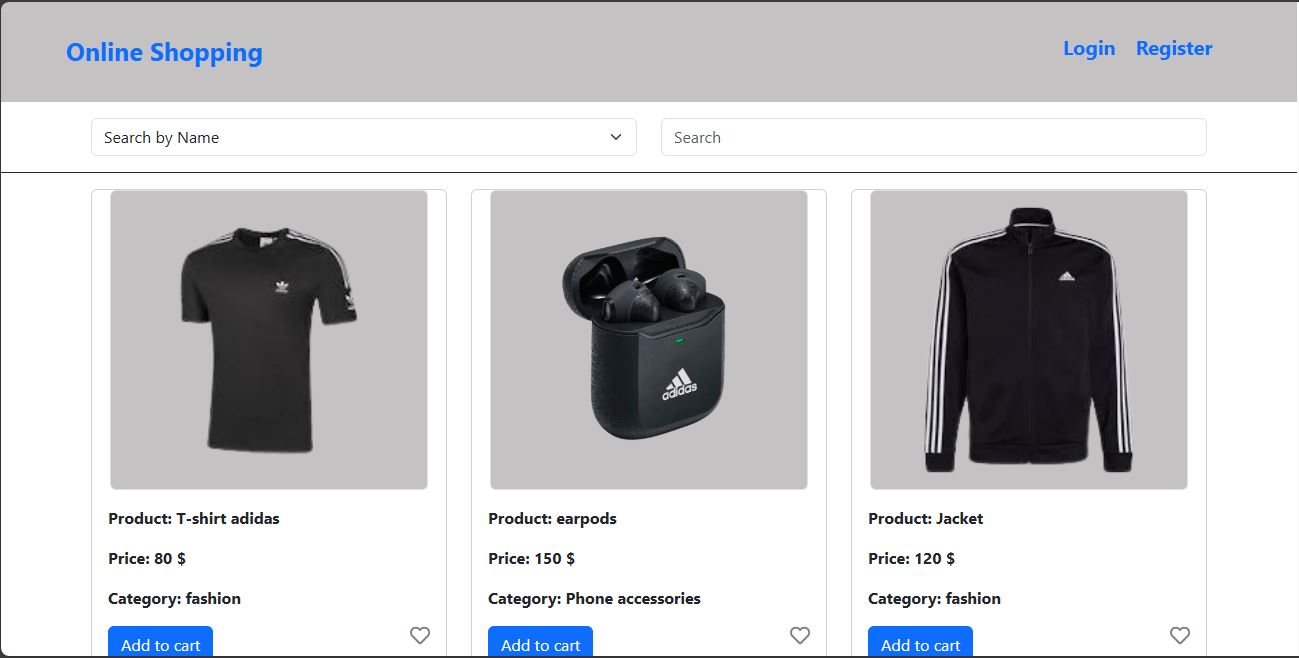 Online Shopping
Login Register
Search by Name
Search
adidas
Product: T-shirt adidas
Price: 80 $
Category: fashion
Add to cart
Product: earpods
Price: 150 $
Category: Phone accessories
Add to cart
Product: Jacket
Price: 120 $
Category: fashion
Add to cart